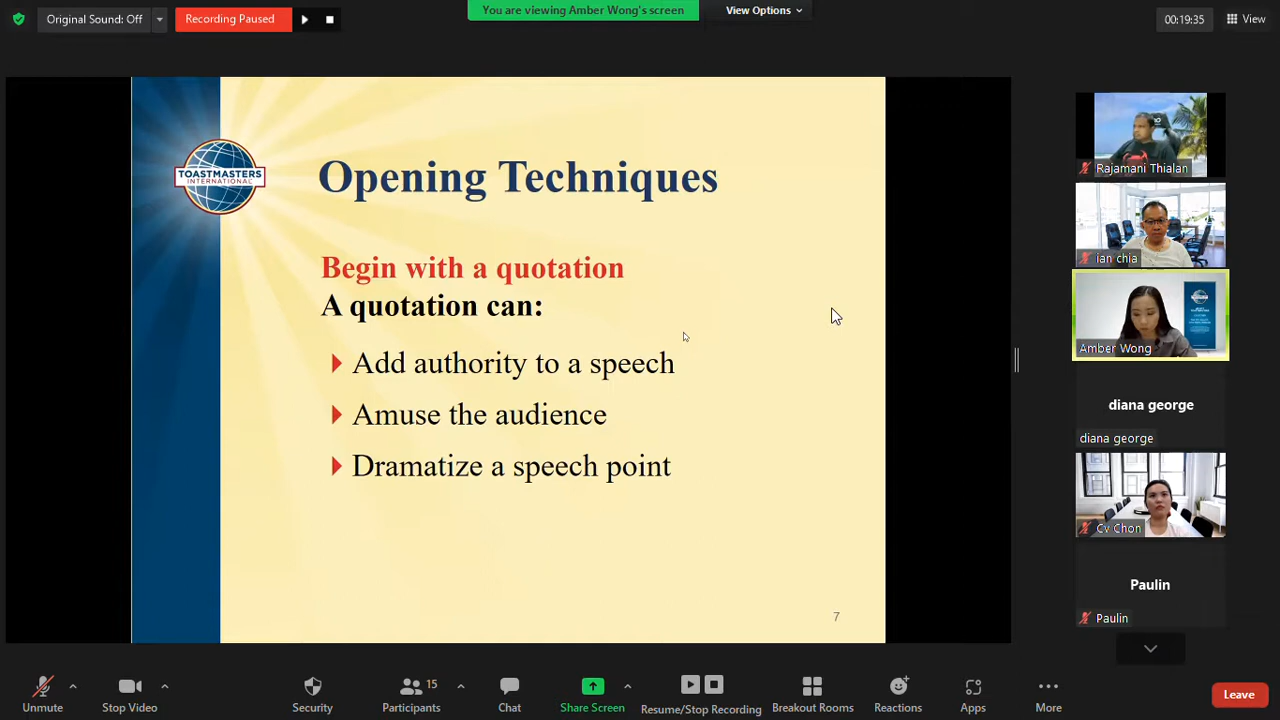 Original Sound: Off
Recording Paused
You are viewing Amber Wong's screen
View Options
00:19:35
View
TOASTMASTERS
INTERNATIONAL
Opening Techniques
Begin with a quotation
A quotation can:
Add authority to a speech
Amuse the audience
Dramatize a speech point
7
Rajamani Thialan
ian chia
Amber Wong
diana george
diana george
Cv Chon
Paulin
Paulin
Unmute
Stop Video
Security
15
Participants
Chat
Share Screen
Resume/Stop Recording
Breakout Rooms
Reactions
Apps
More
Leave